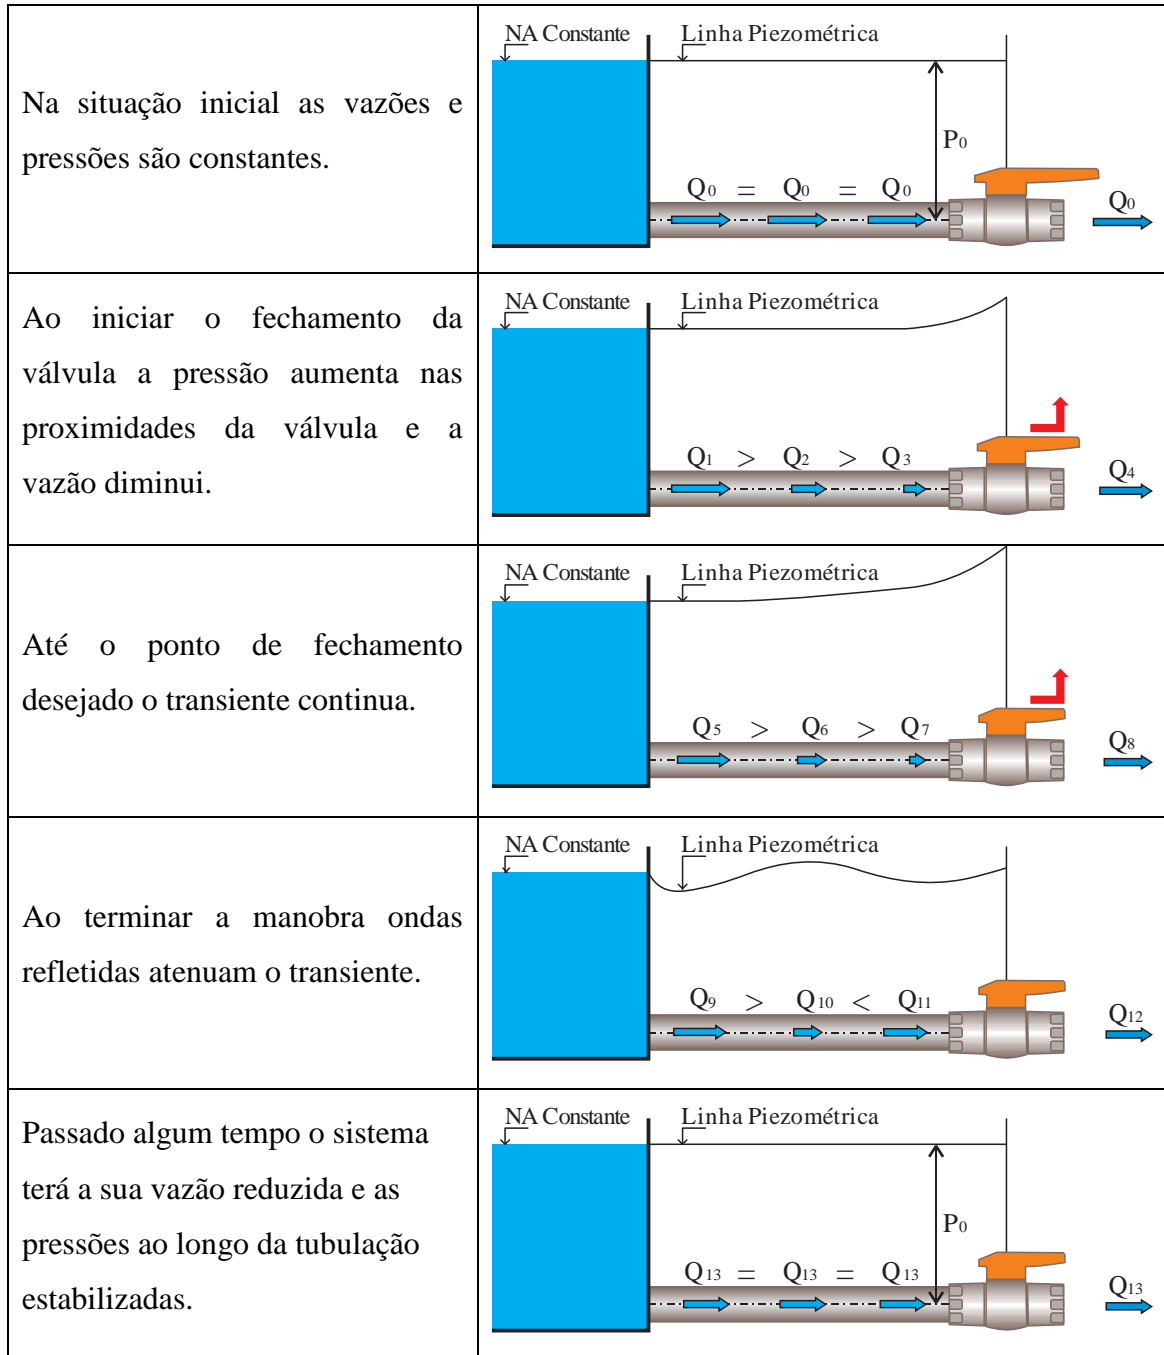 Na situação inicial as vazões e
pressões são constantes.
NA Constante
Linha Piezométrica
P0
Q0 = Q0 = Q0
Q0
Ao iniciar o fechamento da
válvula a pressão aumenta nas
proximidades da válvula e a
vazão diminui.
NA Constante
Linha Piezométrica
Q1 > Q2 > Q3
Q4
Até o ponto de fechamento
desejado o transiente continua.
NA Constante
Linha Piezométrica
Q5 > Q6 > Q7
Q8
Ao terminar a manobra ondas
refletidas atenuam o transiente.
NA Constante
Linha Piezométrica
Q9 > Q10 < Q11
Q12
Passado algum tempo o sistema
terá a sua vazão reduzida e as
pressões ao longo da tubulação
estabilizadas.
NA Constante
Linha Piezométrica
P0
Q13 = Q13 = Q13
Q13